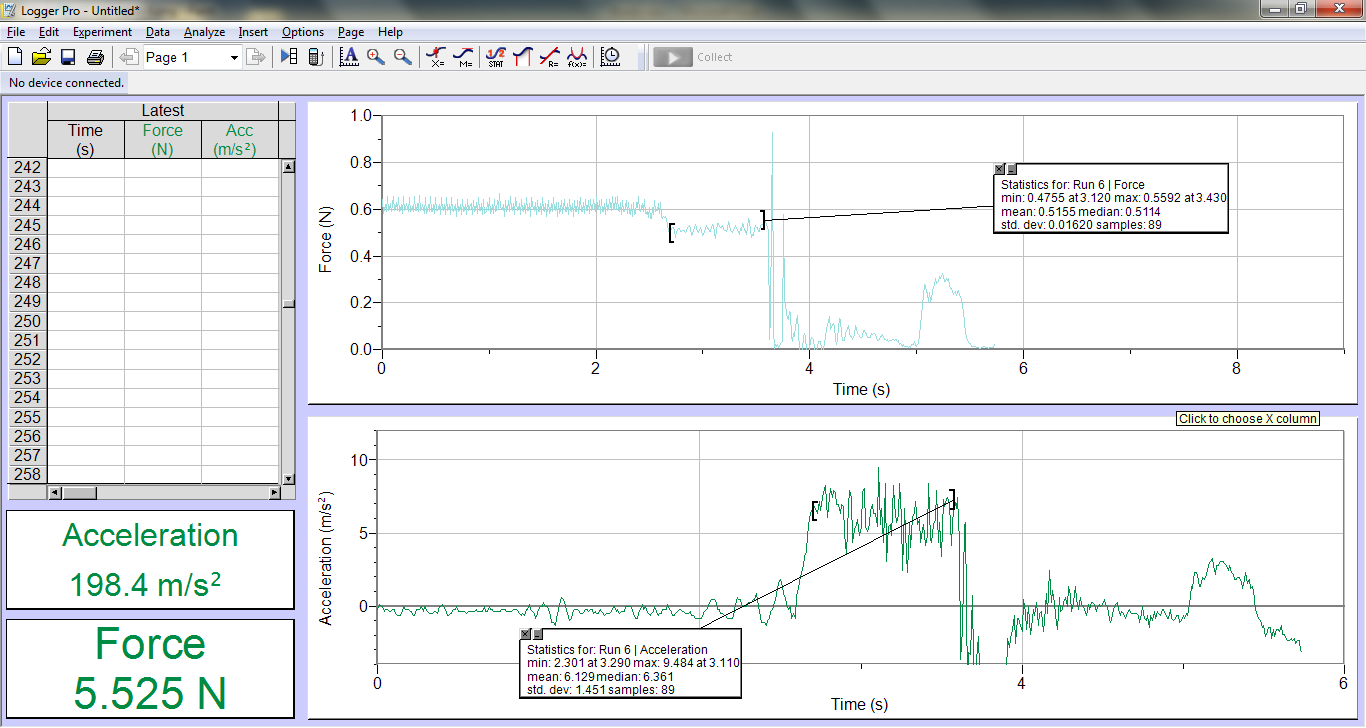 Logger Pro - Untitled*
File Edit Experiment Data Analyze Insert Options Page Help
Page 1
X=
M=
1/2
STAT
R=
f(x)=
Collect
No device connected.
Latest
Time Force Acc
(s) (N) (m/s²)
242
243
244
245
246
247
248
249
250
251
252
253
254
255
256
257
258
Acceleration
198.4 m/s²
Force
5.525 N
1.0
0.8
0.6
0.4
0.2
0.0
Force (N)
0 2 4 6 8
Time (s)
Statistics for: Run 6 | Force
min: 0.4755 at 3.120 max: 0.5592 at 3.430
mean: 0.5155 median: 0.5114
std. dev: 0.01620 samples: 89
Click to choose X column
10
5
0
Acceleration (m/s²)
Statistics for: Run 6 | Acceleration
min: 2.301 at 3.290 max: 9.484 at 3.110
mean: 6.129 median: 6.361
std. dev: 1.451 samples: 89
0 4 6
Time (s)